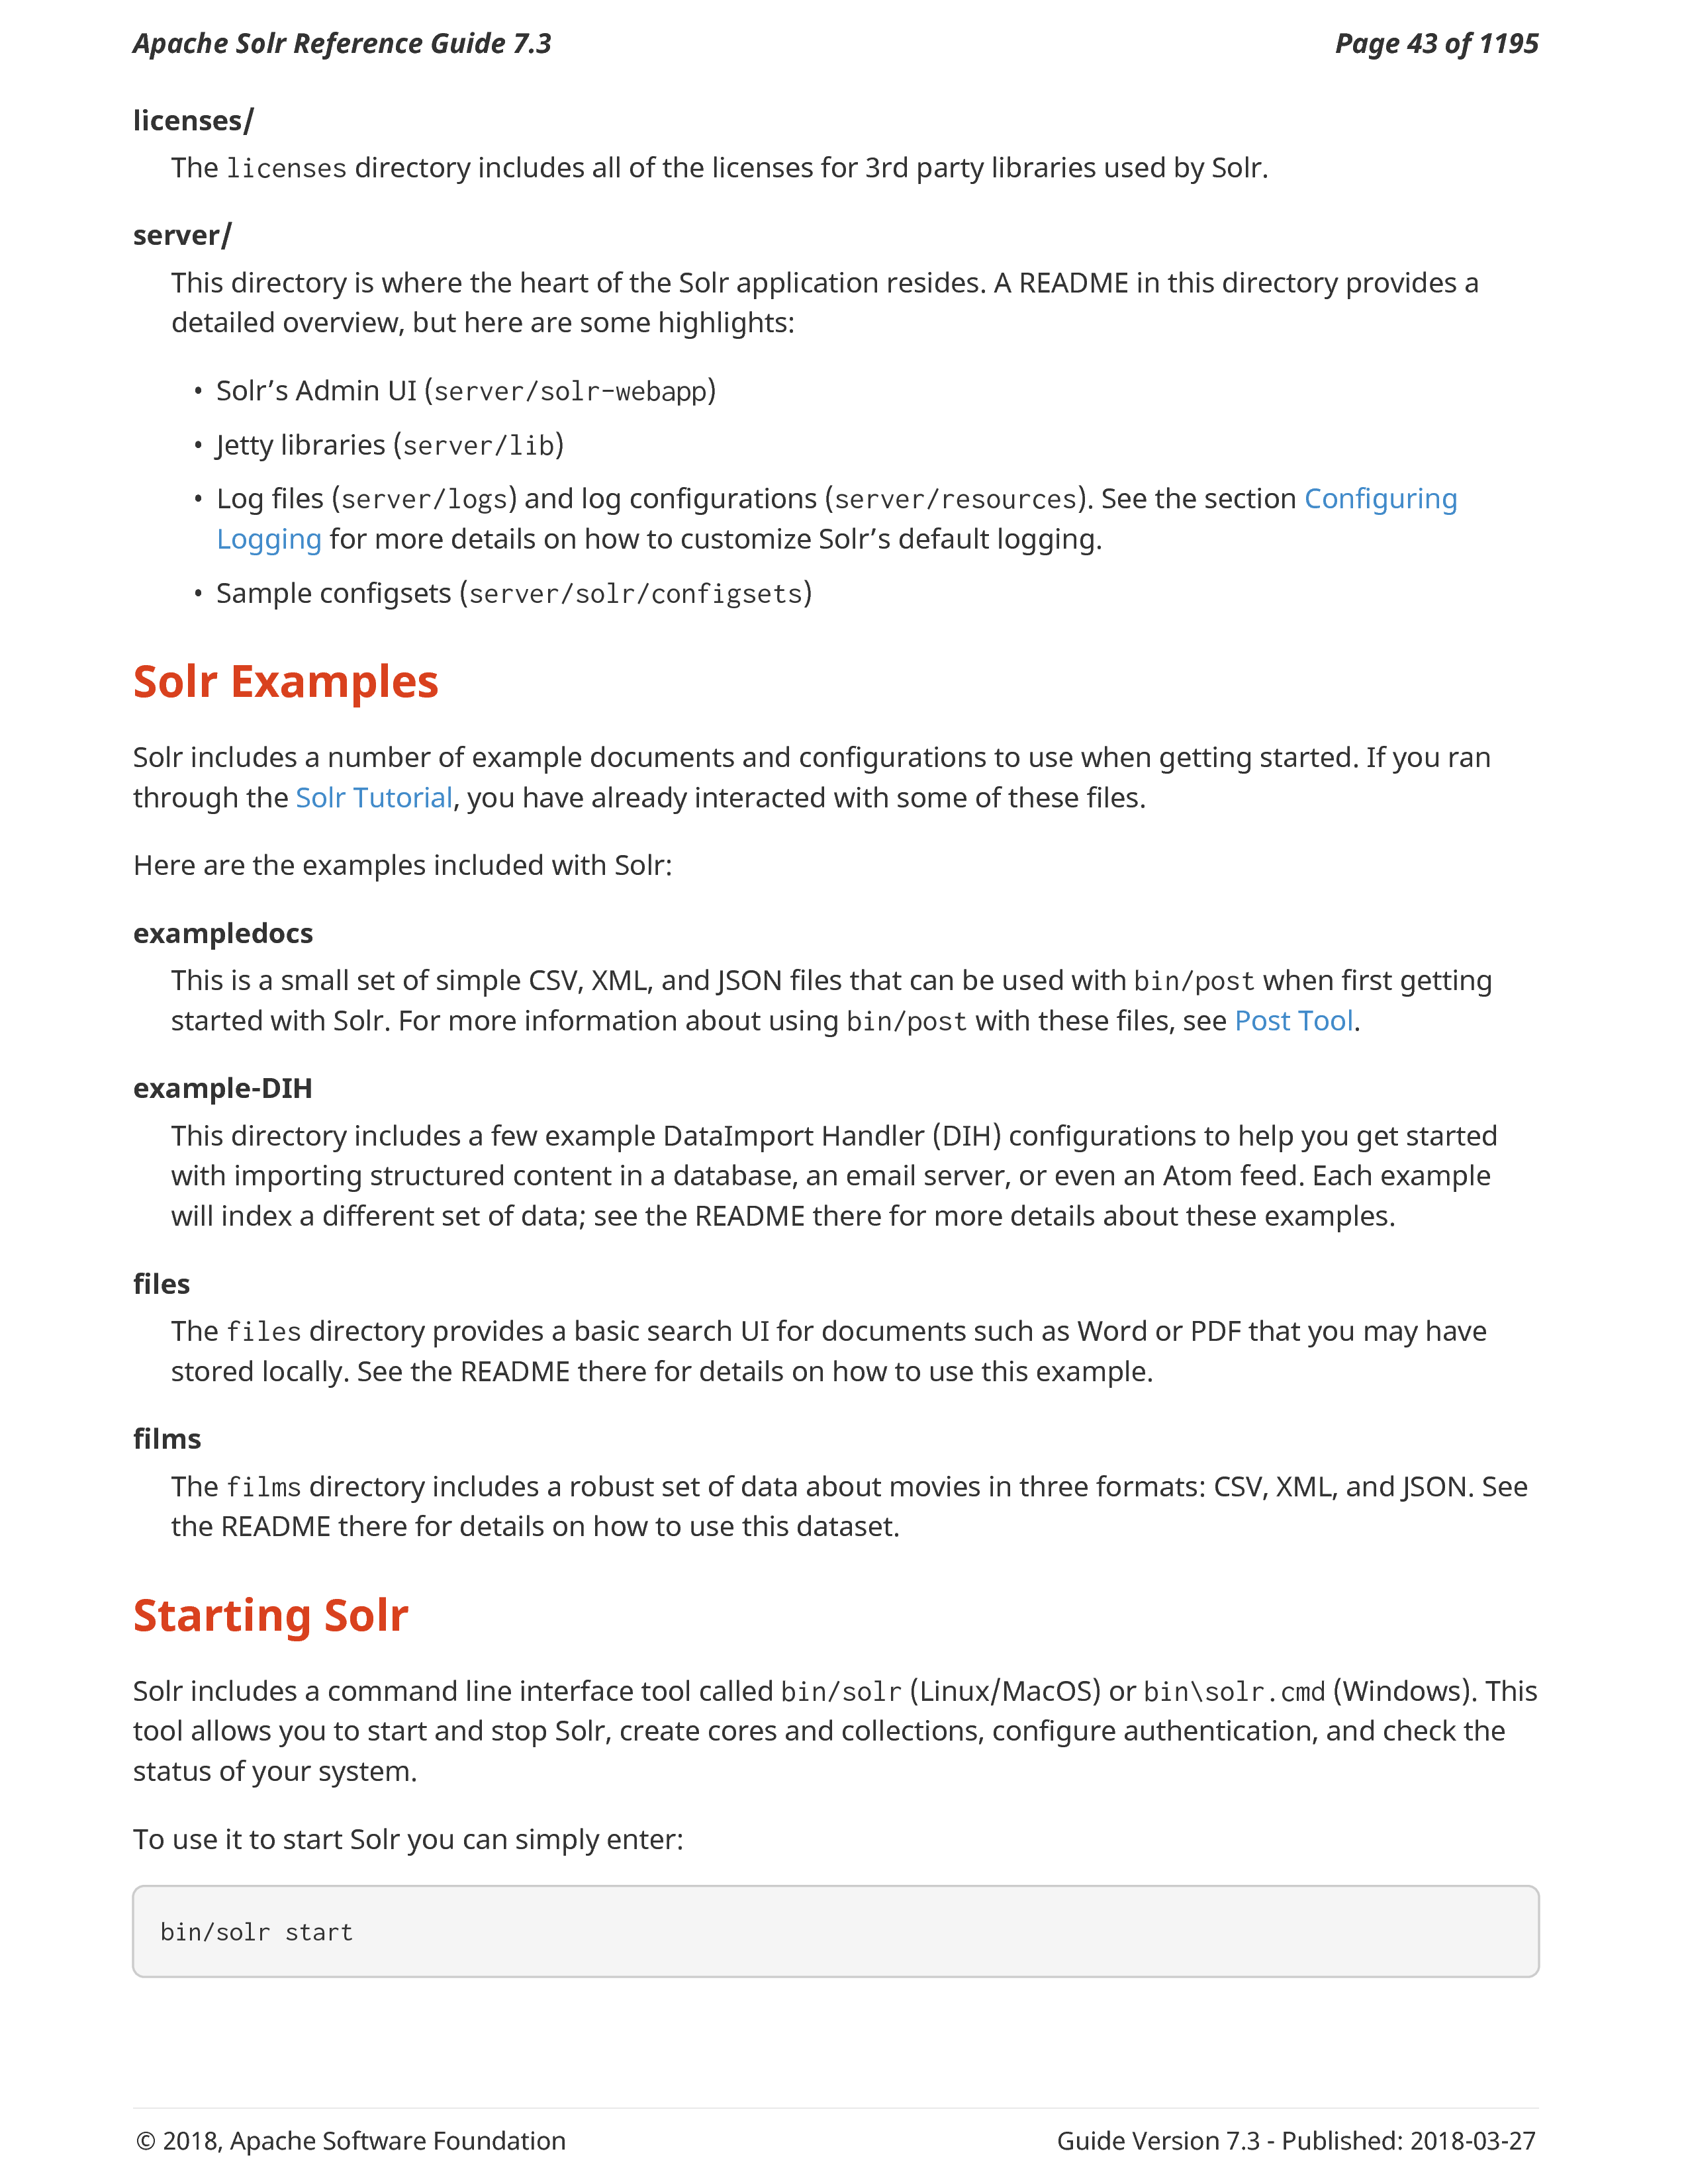 Apache Solr Reference Guide 7.3
Page 43 of 1195
licenses/
The licenses directory includes all of the licenses for 3rd party libraries used by Solr.
server/
This directory is where the heart of the Solr application resides. A README in this directory provides a
detailed overview, but here are some highlights:
• Solr’s Admin UI (server/solr-webapp)
• Jetty libraries (server/lib)
• Log files (server/logs) and log configurations (server/resources). See the section Configuring
Logging for more details on how to customize Solr’s default logging.
• Sample configsets (server/solr/configsets)
Solr Examples
Solr includes a number of example documents and configurations to use when getting started. If you ran
through the Solr Tutorial, you have already interacted with some of these files.
Here are the examples included with Solr:
exampledocs
This is a small set of simple CSV, XML, and JSON files that can be used with bin/post when first getting
started with Solr. For more information about using bin/post with these files, see Post Tool.
example-DIH
This directory includes a few example DataImport Handler (DIH) configurations to help you get started
with importing structured content in a database, an email server, or even an Atom feed. Each example
will index a different set of data; see the README there for more details about these examples.
files
The files directory provides a basic search UI for documents such as Word or PDF that you may have
stored locally. See the README there for details on how to use this example.
films
The films directory includes a robust set of data about movies in three formats: CSV, XML, and JSON. See
the README there for details on how to use this dataset.
Starting Solr
Solr includes a command line interface tool called bin/solr (Linux/MacOS) or bin\solr.cmd (Windows). This
tool allows you to start and stop Solr, create cores and collections, configure authentication, and check the
status of your system.
To use it to start Solr you can simply enter:
bin/solr start
© 2018, Apache Software Foundation
Guide Version 7.3 - Published: 2018-03-27